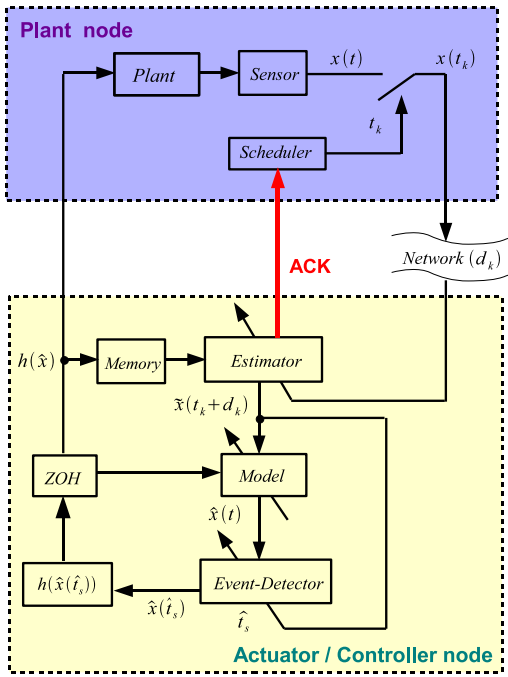 Plant node
Plant
Sensor
x(t)
x(t_k)
t_k
Scheduler
ACK
Network (d_k)
h(x̂)
Memory
Estimator
x̃(t_k+d_k)
ZOH
Model
x̂(t)
h(x̂(t̂_s))
x̂(t̂_s)
Event-Detector
t̂_s
Actuator / Controller node